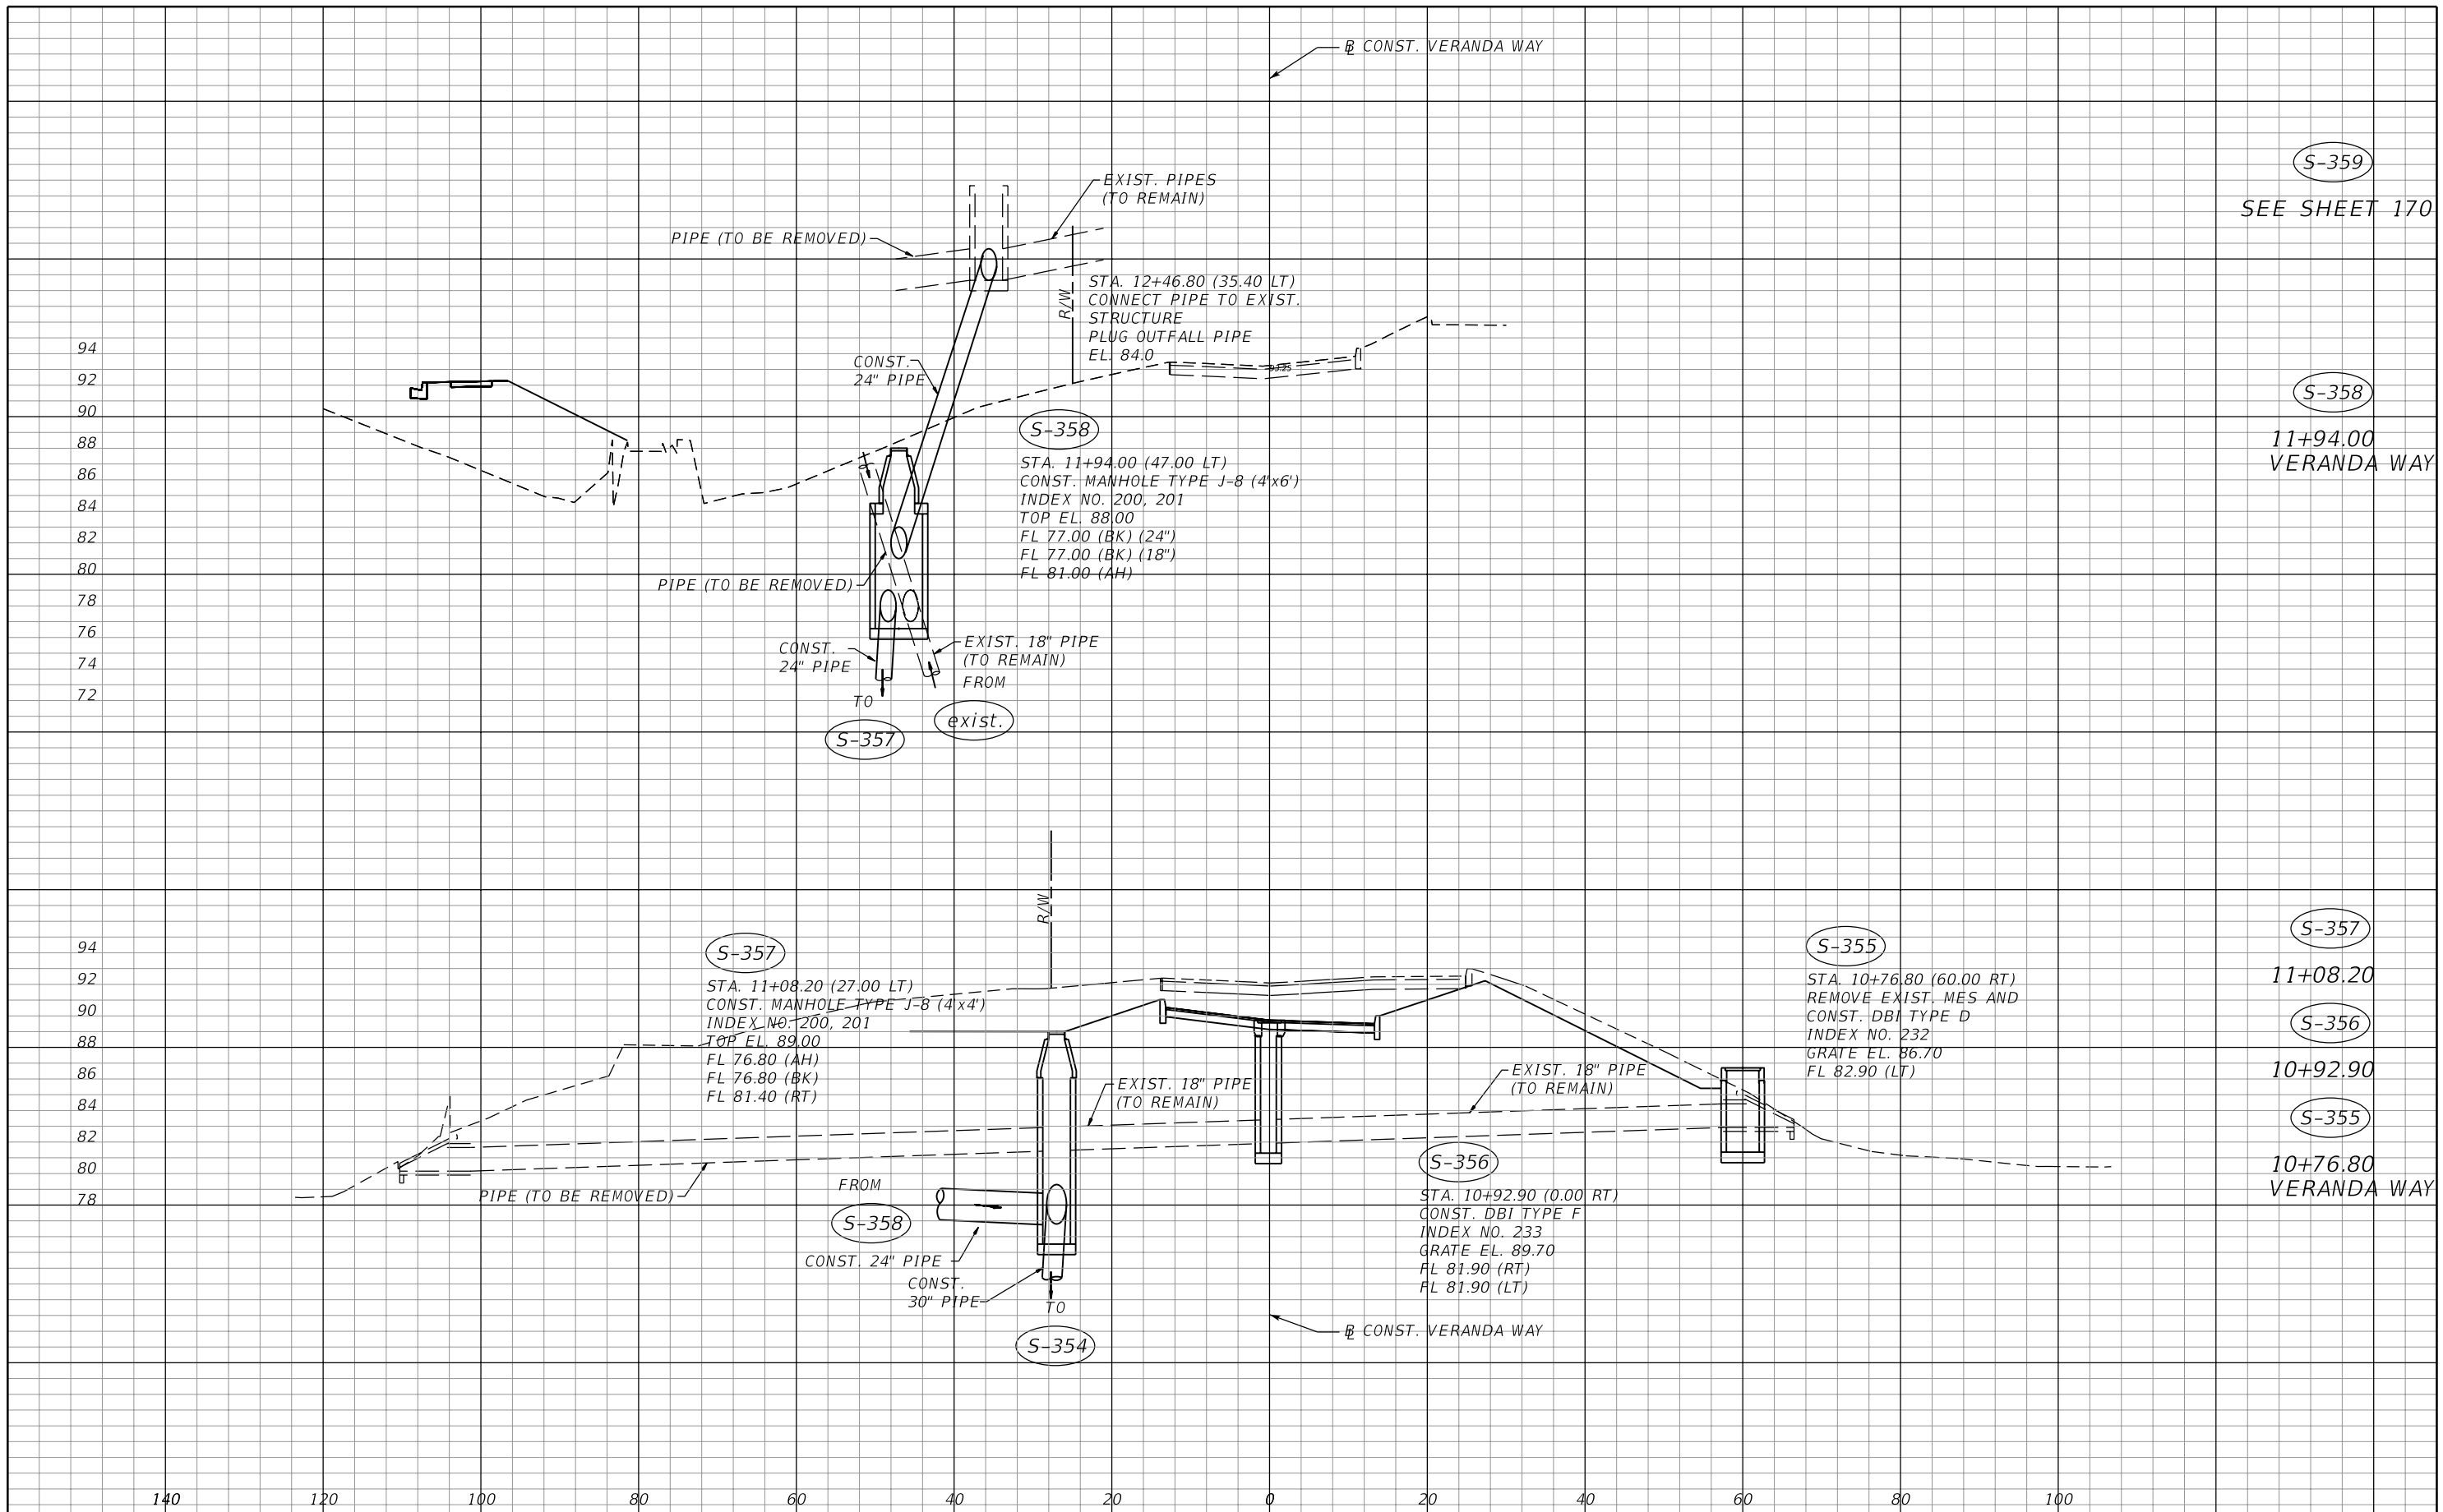 BL CONST. VERANDA WAY
S-359
SEE SHEET 170
EXIST. PIPES
(TO REMAIN)
PIPE (TO BE REMOVED)
R/W
STA. 12+46.80 (35.40 LT)
CONNECT PIPE TO EXIST.
STRUCTURE
PLUG OUTFALL PIPE
EL. 84.0
93.25
CONST.
24" PIPE
94
92
90
88
86
84
82
80
78
76
74
72
S-358
11+94.00
VERANDA WAY
S-358
STA. 11+94.00 (47.00 LT)
CONST. MANHOLE TYPE J-8 (4'x6')
INDEX NO. 200, 201
TOP EL. 88.00
FL 77.00 (BK) (24")
FL 77.00 (BK) (18")
FL 81.00 (AH)
PIPE (TO BE REMOVED)
CONST.
24" PIPE
EXIST. 18" PIPE
(TO REMAIN)
FROM
exist.
TO
S-357
R/W
94
92
90
88
86
84
82
80
78
S-357
STA. 11+08.20 (27.00 LT)
CONST. MANHOLE TYPE J-8 (4'x4')
INDEX NO. 200, 201
TOP EL. 89.00
FL 76.80 (AH)
FL 76.80 (BK)
FL 81.40 (RT)
S-355
STA. 10+76.80 (60.00 RT)
REMOVE EXIST. MES AND
CONST. DBI TYPE D
INDEX NO. 232
GRATE EL. 86.70
FL 82.90 (LT)
S-357
11+08.20
S-356
10+92.90
S-355
10+76.80
VERANDA WAY
EXIST. 18" PIPE
(TO REMAIN)
EXIST. 18" PIPE
(TO REMAIN)
PIPE (TO BE REMOVED)
FROM
S-358
CONST. 24" PIPE
CONST.
30" PIPE
TO
S-354
S-356
STA. 10+92.90 (0.00 RT)
CONST. DBI TYPE F
INDEX NO. 233
GRATE EL. 89.70
FL 81.90 (RT)
FL 81.90 (LT)
BL CONST. VERANDA WAY
140 120 100 80 60 40 20 0 20 40 60 80 100